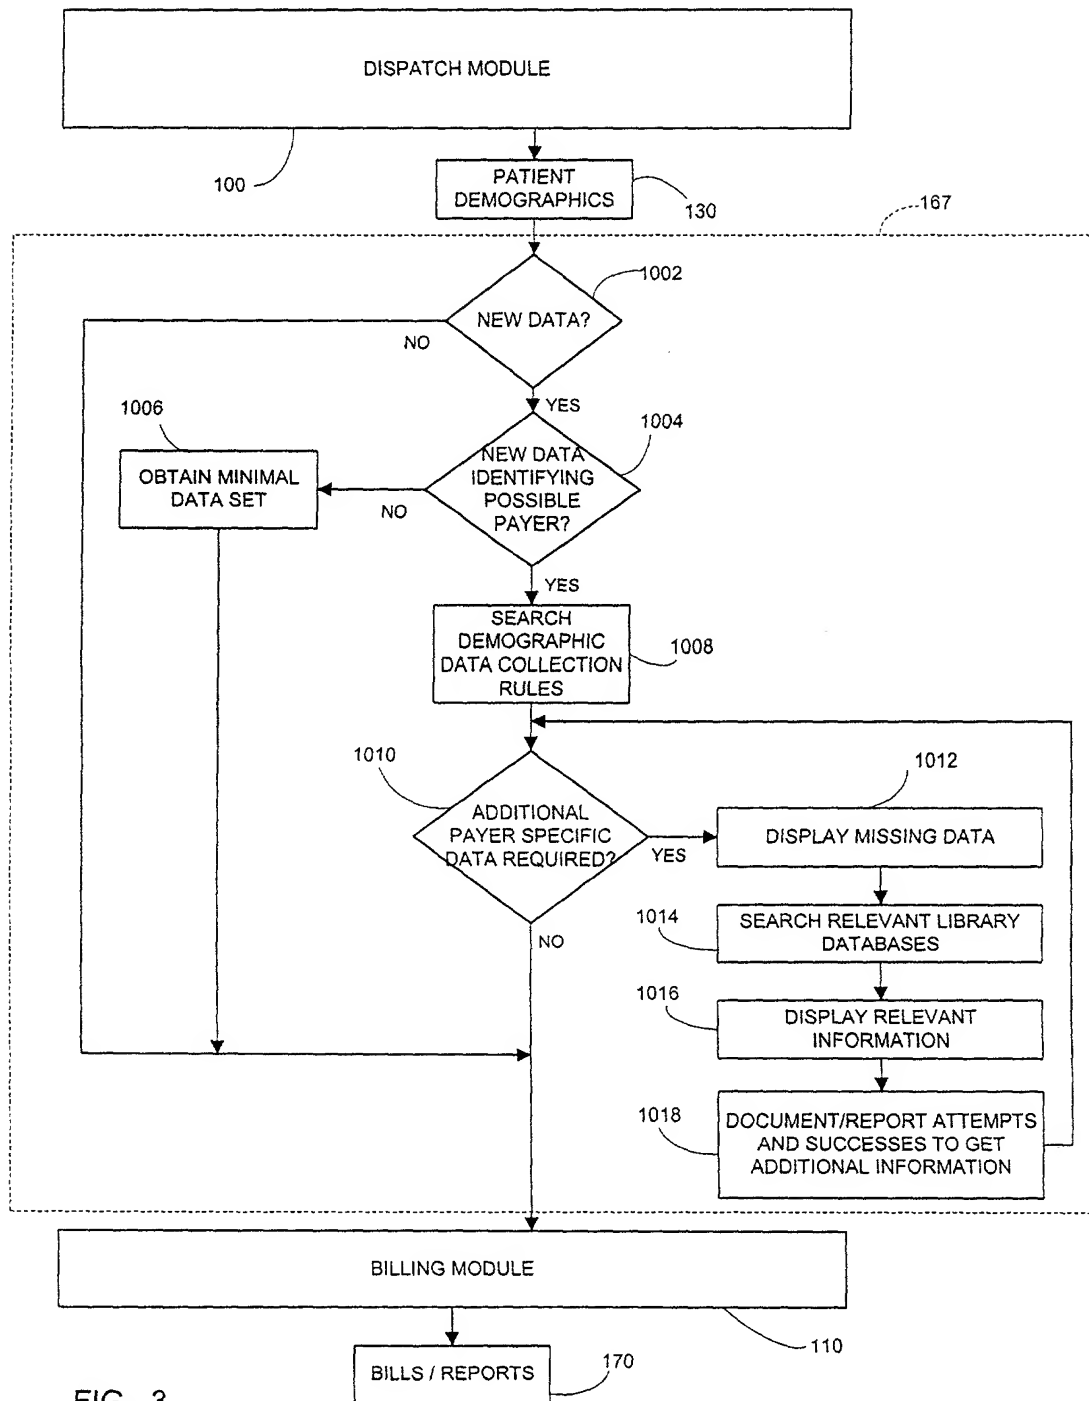 DISPATCH MODULE
100
PATIENT
DEMOGRAPHICS
130
167
1002
NEW DATA?
NO
YES
1006
1004
OBTAIN MINIMAL
DATA SET
NEW DATA
IDENTIFYING
POSSIBLE
PAYER?
NO
YES
SEARCH
DEMOGRAPHIC
DATA COLLECTION
RULES
1008
1010
1012
ADDITIONAL
PAYER SPECIFIC
DATA REQUIRED?
YES
DISPLAY MISSING DATA
NO
1014
SEARCH RELEVANT LIBRARY
DATABASES
1016
DISPLAY RELEVANT
INFORMATION
1018
DOCUMENT/REPORT ATTEMPTS
AND SUCCESSES TO GET
ADDITIONAL INFORMATION
BILLING MODULE
110
BILLS / REPORTS
170
FIG. 3